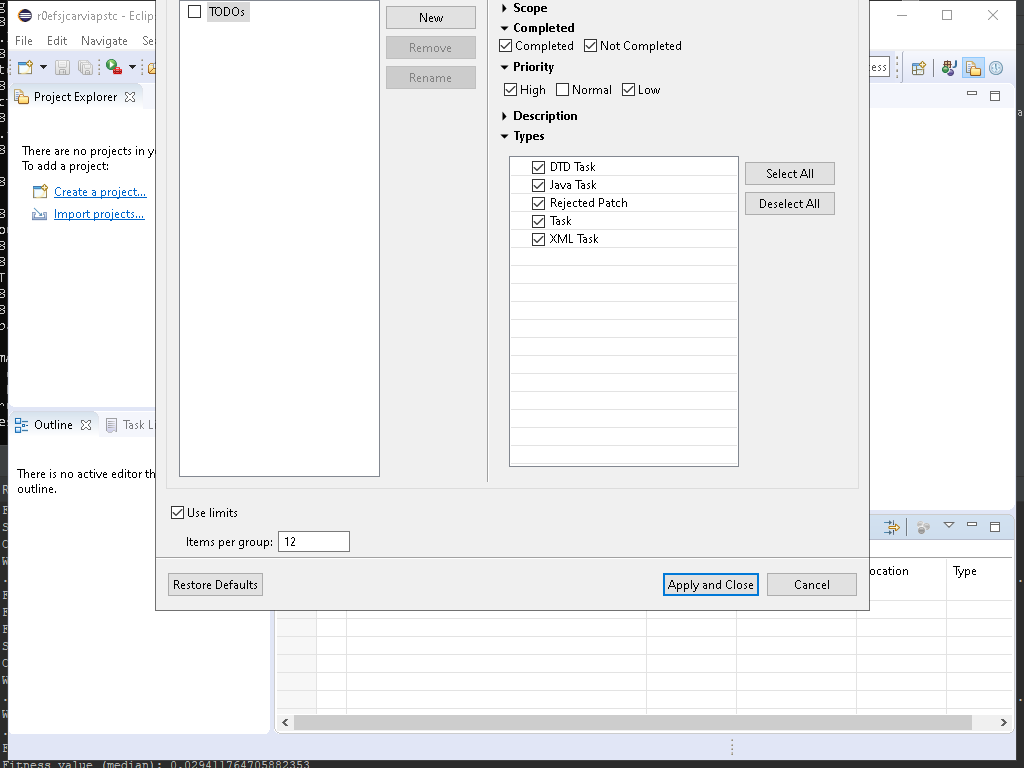 r0efsjcarviapstc - Eclip
File Edit Navigate Se
ess
Project Explorer
There are no projects in y
To add a project:
Create a project...
Import projects...
Outline
Task Li
There is no active editor th
outline.
TODOs
New
Remove
Rename
Scope
Completed
Completed Not Completed
Priority
High Normal Low
Description
Types
DTD Task
Java Task
Rejected Patch
Task
XML Task
Select All
Deselect All
Use limits
Items per group: 12
Restore Defaults
Apply and Close
Cancel
ocation Type
Fitness value (median): 0.029411764705882353